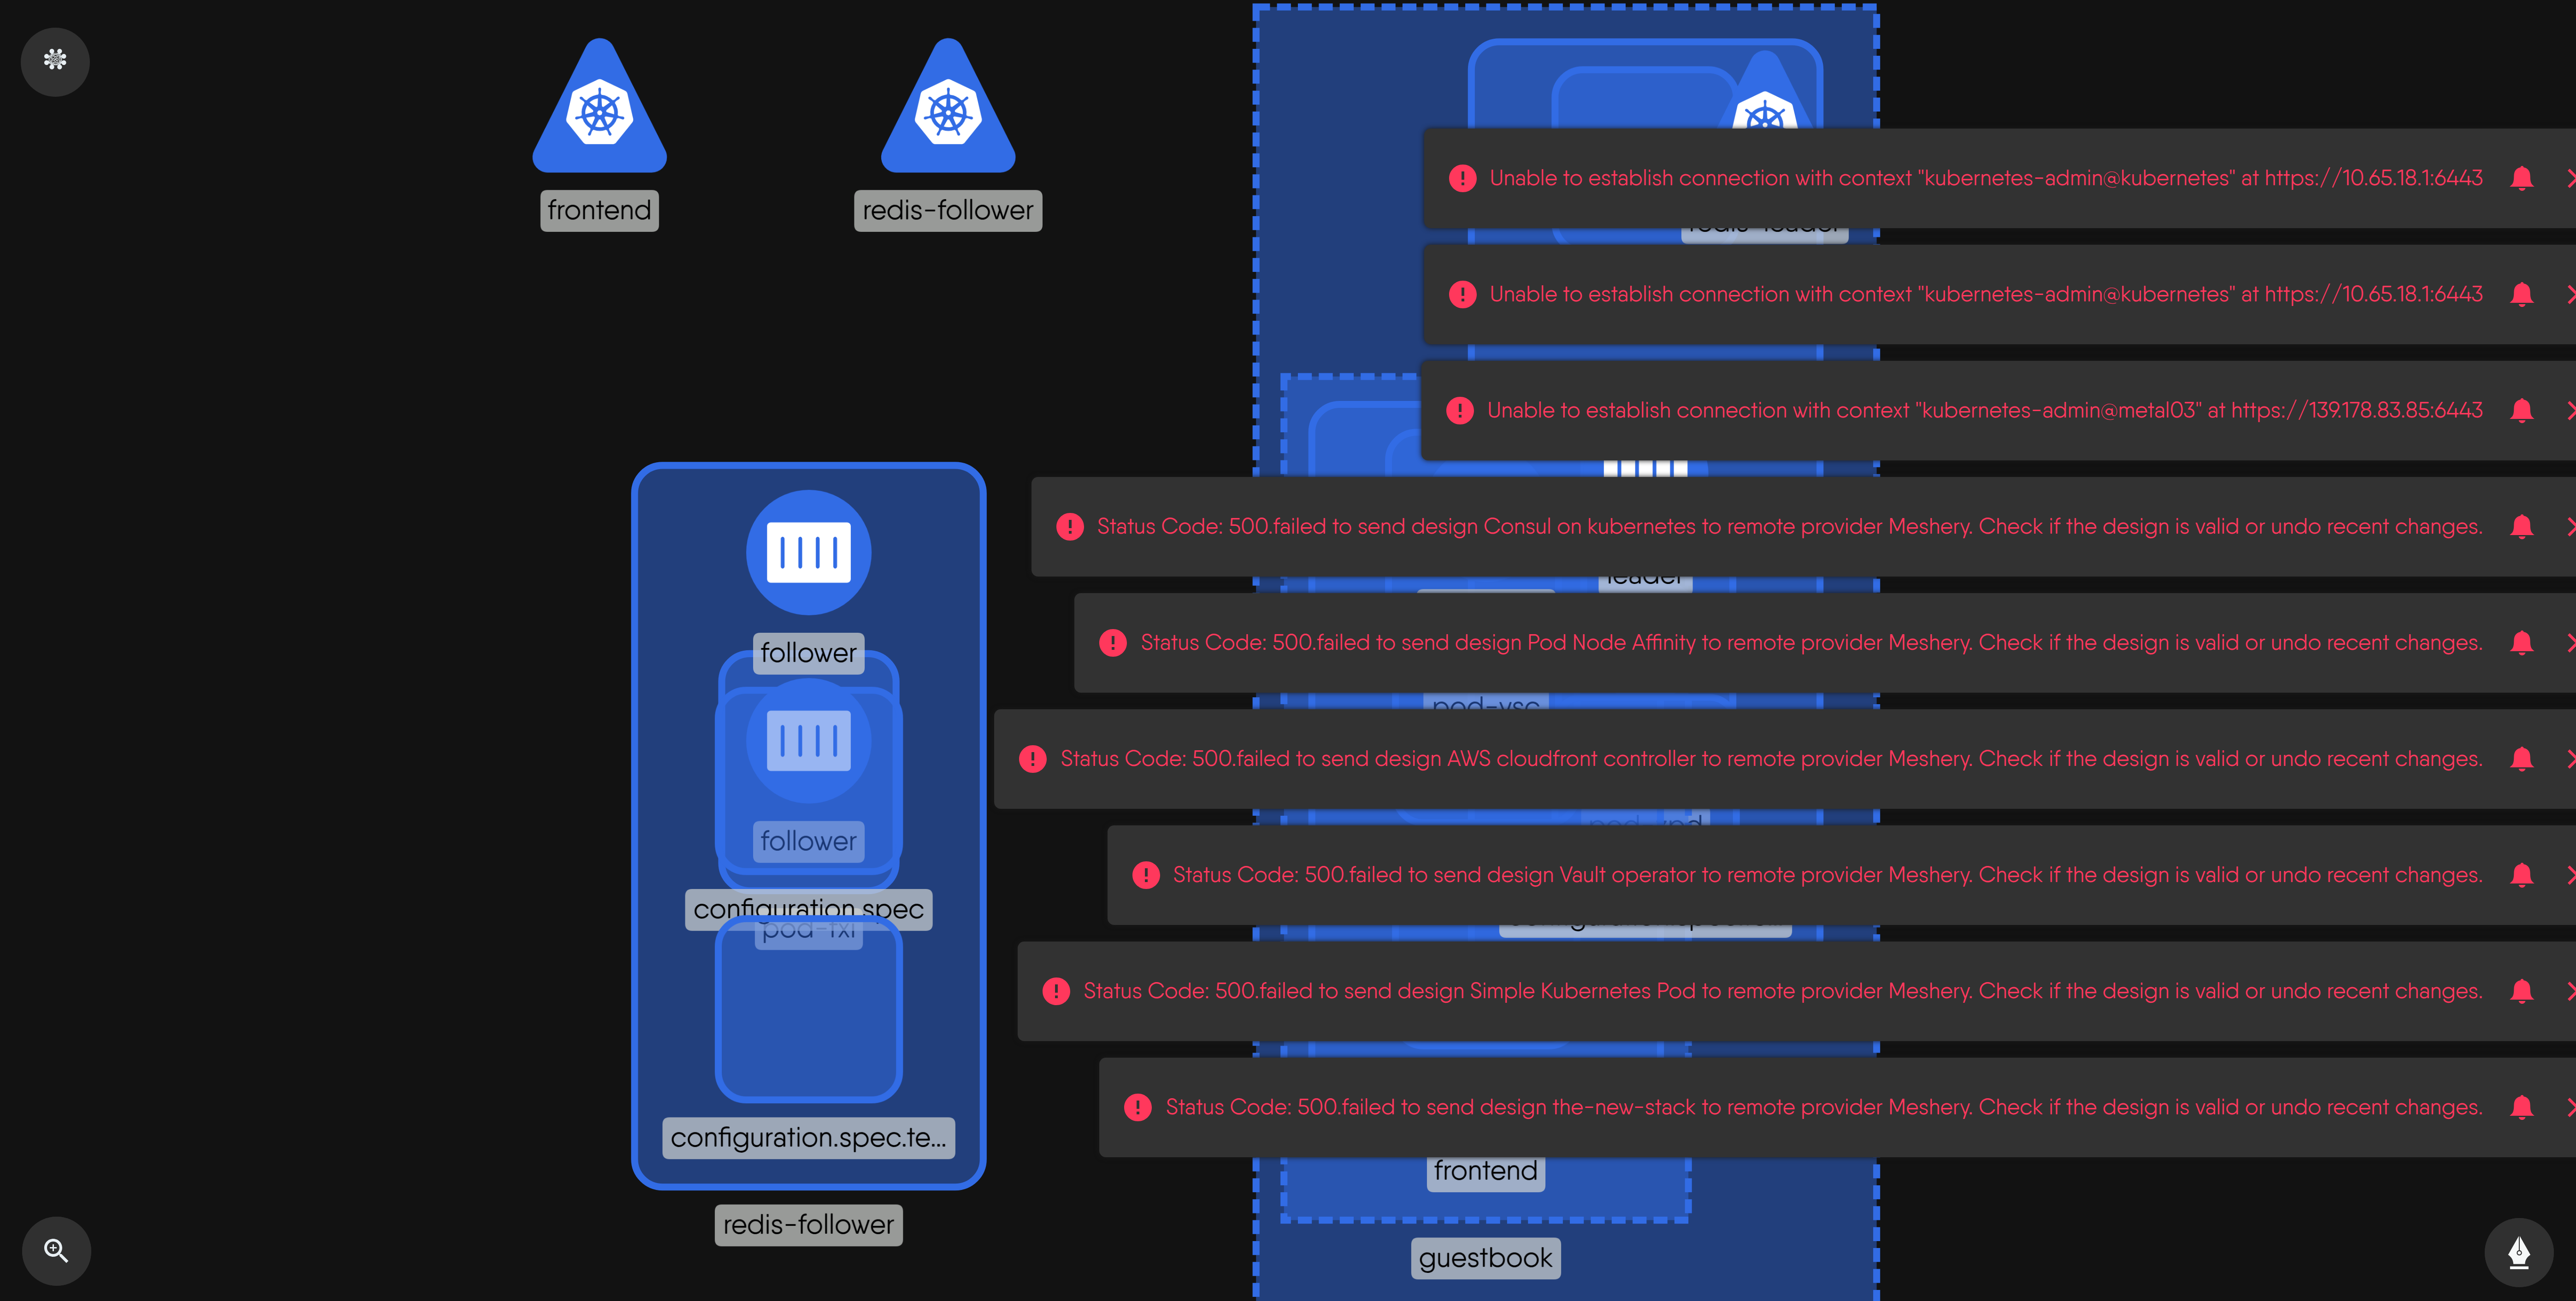 frontend
redis-follower
Unable to establish connection with context "kubernetes-admin@kubernetes" at https://10.65.18.1:6443
redis-leader
Unable to establish connection with context "kubernetes-admin@kubernetes" at https://10.65.18.1:6443
Unable to establish connection with context "kubernetes-admin@metal03" at https://139.178.83.85:6443
Status Code: 500.failed to send design Consul on kubernetes to remote provider Meshery. Check if the design is valid or undo recent changes.
leader
Status Code: 500.failed to send design Pod Node Affinity to remote provider Meshery. Check if the design is valid or undo recent changes.
follower
pod-vsc
Status Code: 500.failed to send design AWS cloudfront controller to remote provider Meshery. Check if the design is valid or undo recent changes.
follower
Status Code: 500.failed to send design Vault operator to remote provider Meshery. Check if the design is valid or undo recent changes.
configuration.spec
Status Code: 500.failed to send design Simple Kubernetes Pod to remote provider Meshery. Check if the design is valid or undo recent changes.
Status Code: 500.failed to send design the-new-stack to remote provider Meshery. Check if the design is valid or undo recent changes.
configuration.spec.te...
frontend
redis-follower
guestbook